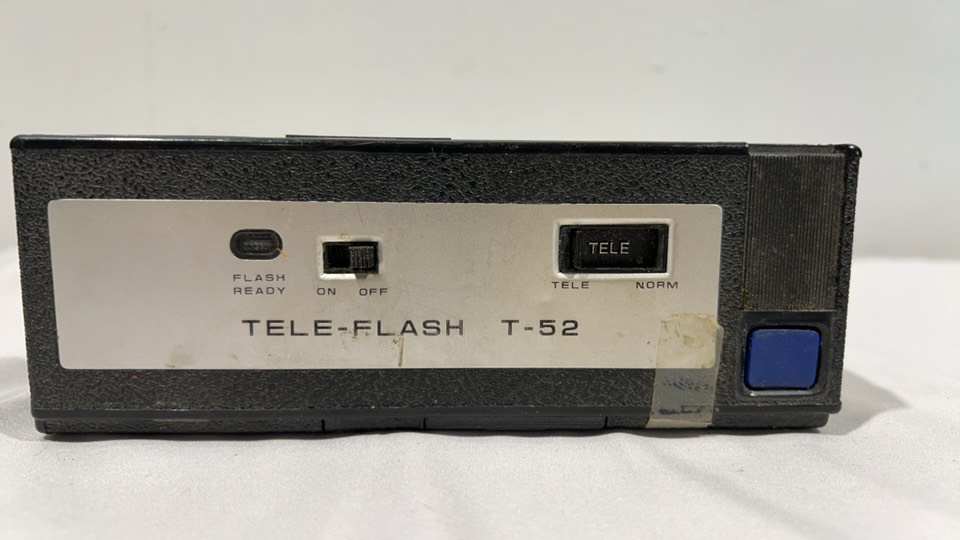 FLASH
READY
ON OFF
TELE
TELE NORM
TELE-FLASH T-52